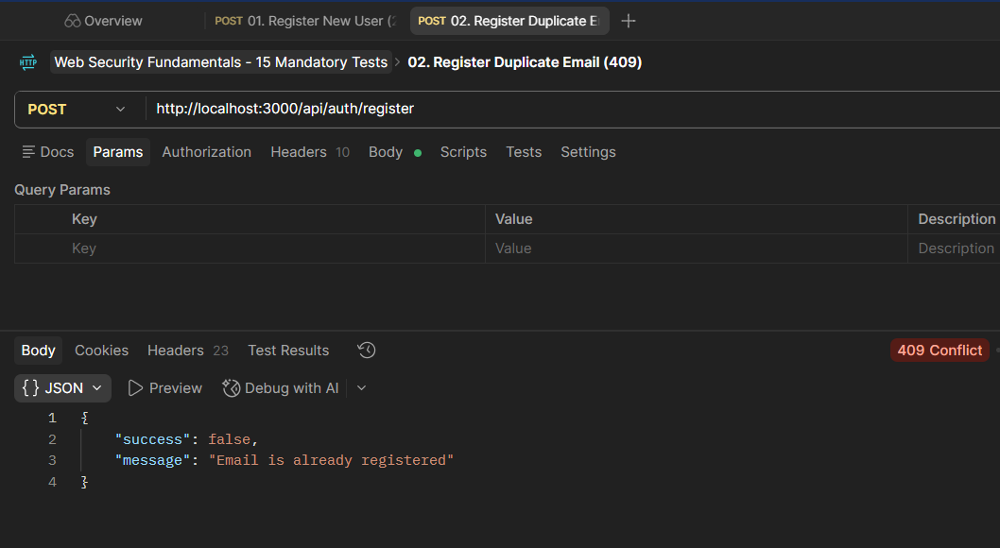 Overview POST 01. Register New User ( POST 02. Register Duplicate E
HTTP Web Security Fundamentals - 15 Mandatory Tests > 02. Register Duplicate Email (409)
POST http://localhost:3000/api/auth/register
Docs Params Authorization Headers 10 Body Scripts Tests Settings
Query Params
Key Value Description
Key Value Description
Body Cookies Headers 23 Test Results 409 Conflict
{} JSON Preview Debug with AI
1 {
2 "success": false,
3 "message": "Email is already registered"
4 }